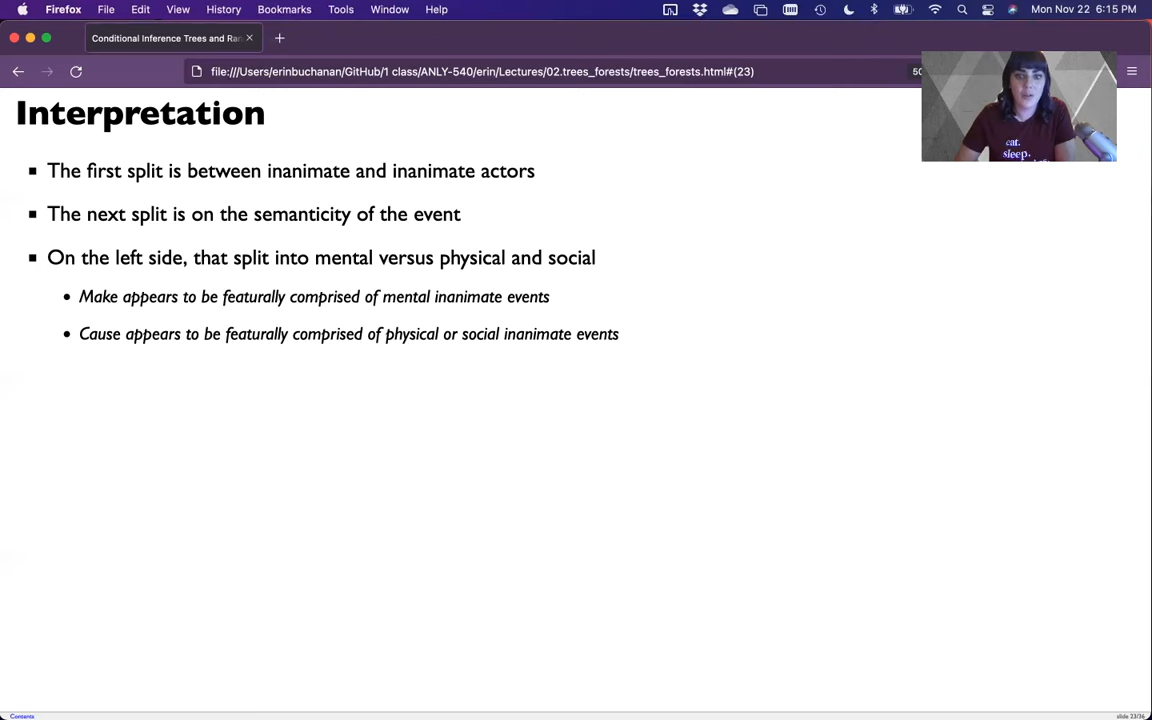 Firefox File Edit View History Bookmarks Tools Window Help Mon Nov 22 6:15 PM
Conditional Inference Trees and Ran
file:///Users/erinbuchanan/GitHub/1 class/ANLY-540/erin/Lectures/02.trees_forests/trees_forests.html#(23)
50
Interpretation
cat.
sleep.
▪ The first split is between inanimate and inanimate actors
▪ The next split is on the semanticity of the event
▪ On the left side, that split into mental versus physical and social
• Make appears to be featurally comprised of mental inanimate events
• Cause appears to be featurally comprised of physical or social inanimate events
Contents
slide 23/36